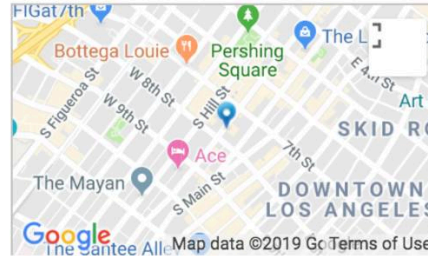 FIGat7th
The L
Bottega Louie
Pershing
Square
E 4th St
W 8th St
Art
S Figueroa St
S Hill St
W 9th St
SKID RO
7th St
Ace
The Mayan
S Main St
DOWNTOWN
LOS ANGELES
Google
The Santee Alley
Map data ©2019 Go
Terms of Use